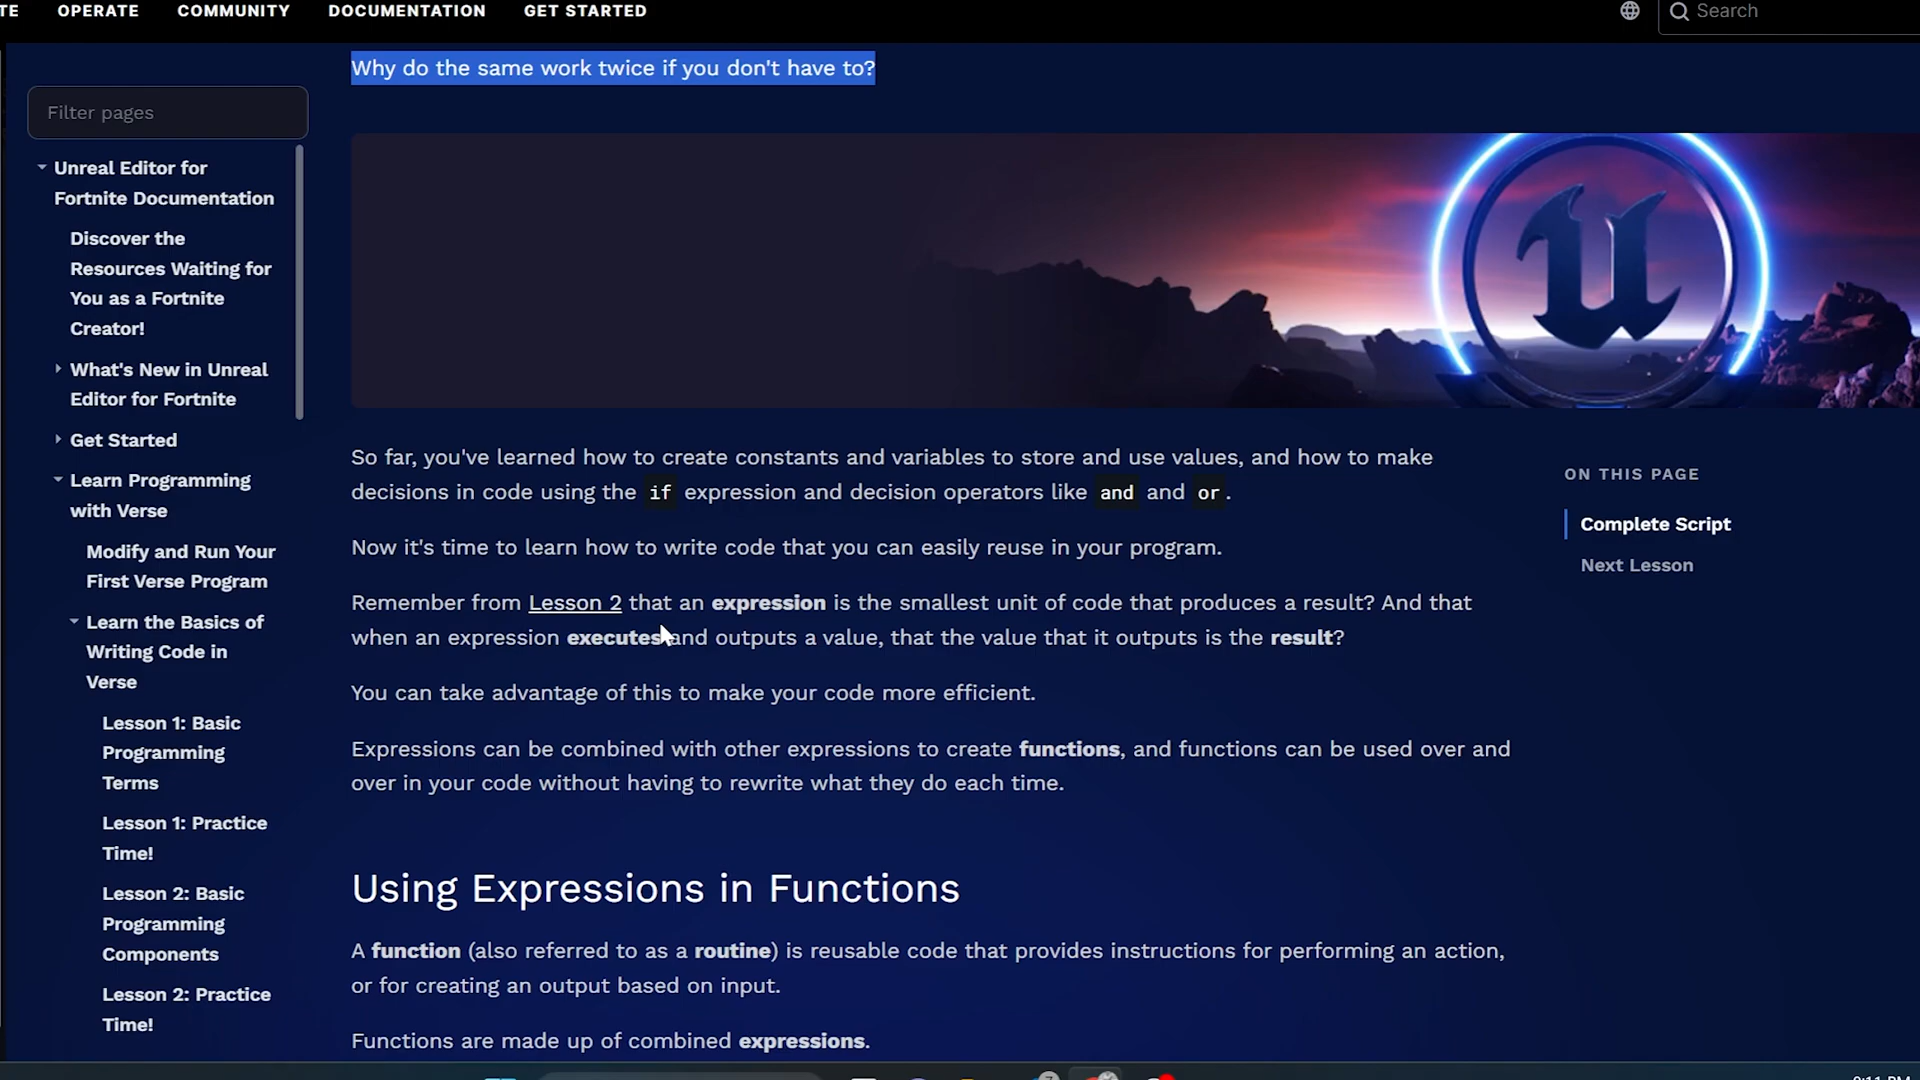 OPERATE
COMMUNITY
DOCUMENTATION
GET STARTED
Search
Why do the same work twice if you don't have to?
Filter pages
Unreal Editor for
Fortnite Documentation
Discover the
Resources Waiting for
You as a Fortnite
Creator!
What's New in Unreal
Editor for Fortnite
Get Started
Learn Programming
with Verse
Modify and Run Your
First Verse Program
Learn the Basics of
Writing Code in
Verse
Lesson 1: Basic
Programming
Terms
Lesson 1: Practice
Time!
Lesson 2: Basic
Programming
Components
Lesson 2: Practice
Time!
So far, you've learned how to create constants and variables to store and use values, and how to make
decisions in code using the if expression and decision operators like and and or.
Now it's time to learn how to write code that you can easily reuse in your program.
Remember from Lesson 2 that an expression is the smallest unit of code that produces a result? And that
when an expression executes and outputs a value, that the value that it outputs is the result?
You can take advantage of this to make your code more efficient.
Expressions can be combined with other expressions to create functions, and functions can be used over and
over in your code without having to rewrite what they do each time.
Using Expressions in Functions
A function (also referred to as a routine) is reusable code that provides instructions for performing an action,
or for creating an output based on input.
Functions are made up of combined expressions.
ON THIS PAGE
Complete Script
Next Lesson